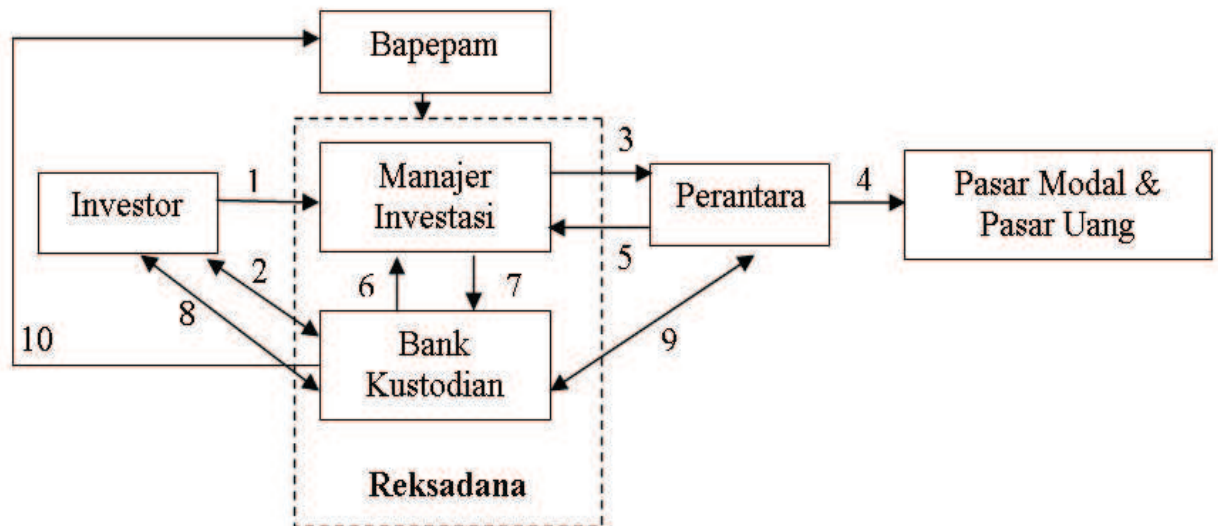 Bapepam
3
1
Manajer
Investasi
4
Investor
Perantara
Pasar Modal &
Pasar Uang
5
2
6
7
8
10
Bank
Kustodian
9
Reksadana